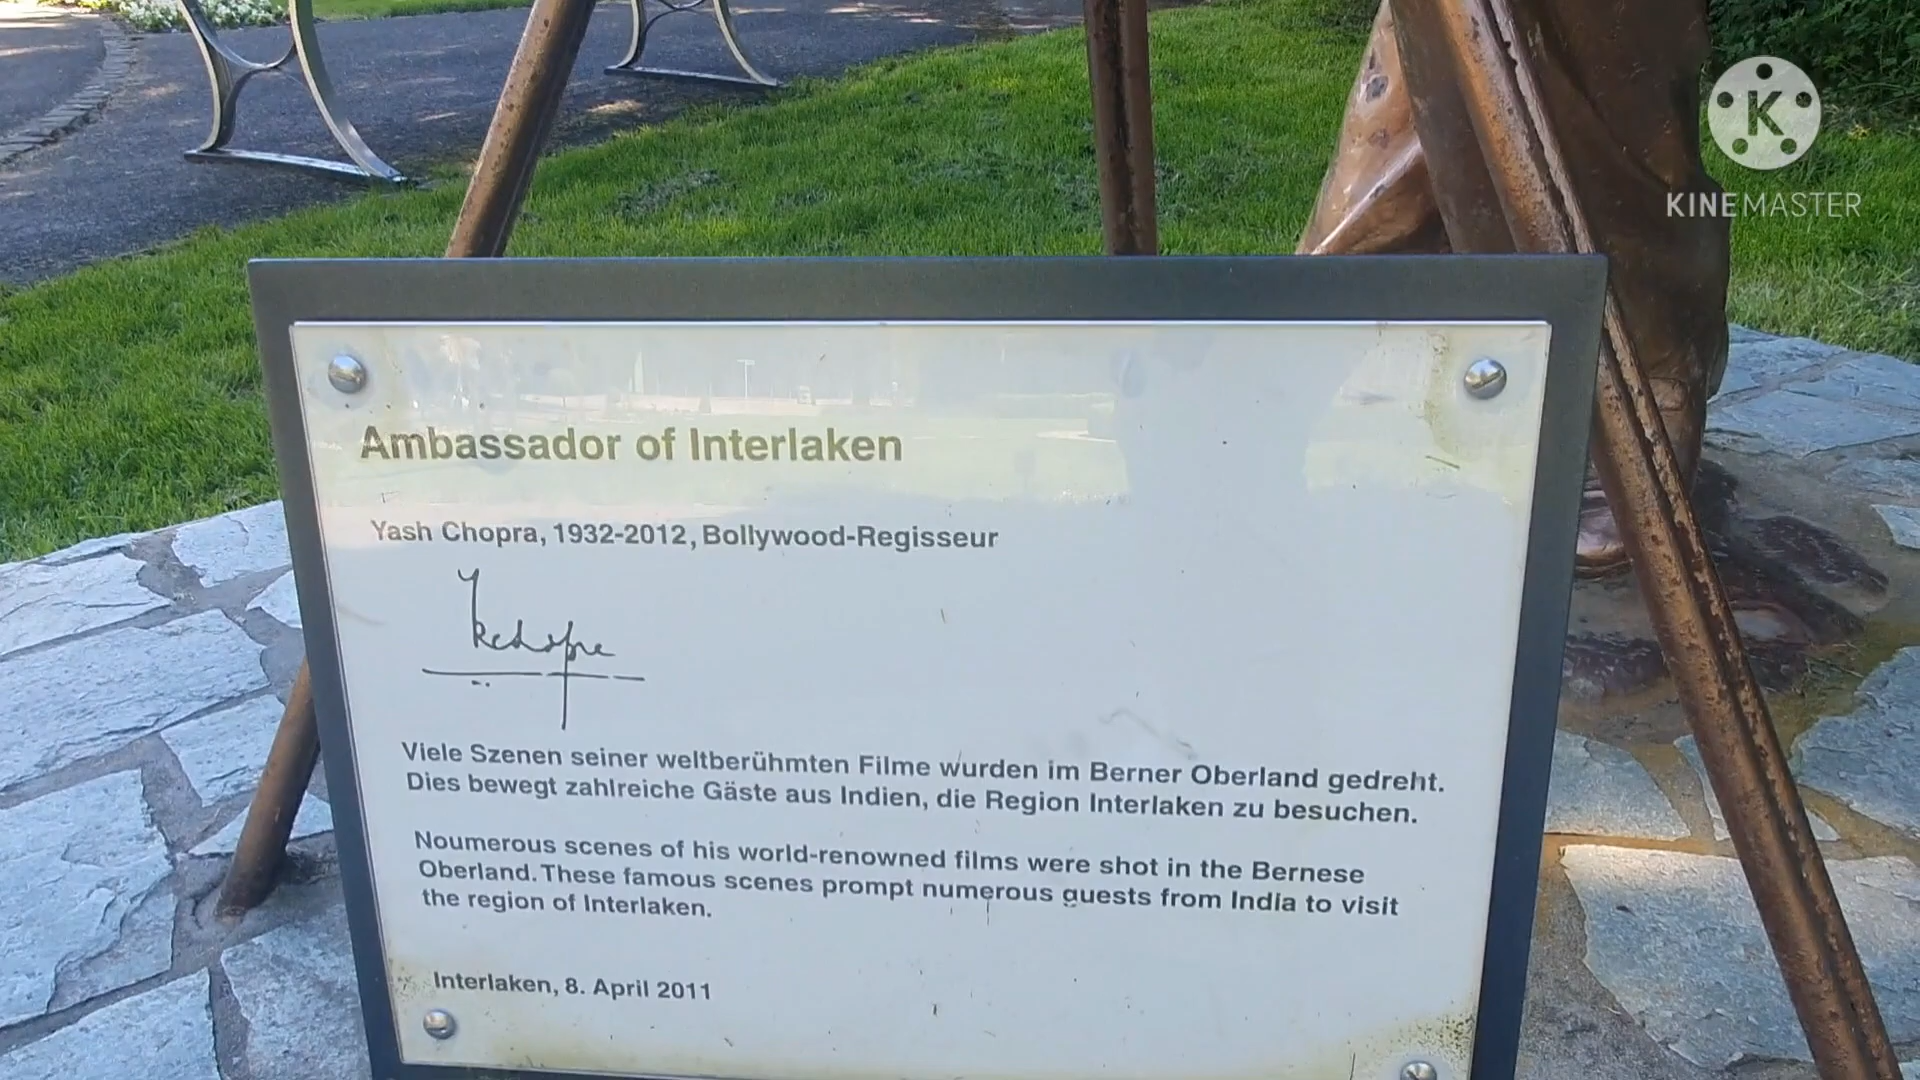 K
KINEMASTER
Ambassador of Interlaken
Yash Chopra, 1932-2012, Bollywood-Regisseur
Viele Szenen seiner weltberühmten Filme wurden im Berner Oberland gedreht.
Dies bewegt zahlreiche Gäste aus Indien, die Region Interlaken zu besuchen.
Noumerous scenes of his world-renowned films were shot in the Bernese
Oberland. These famous scenes prompt numerous guests from India to visit
the region of Interlaken.
Interlaken, 8. April 2011